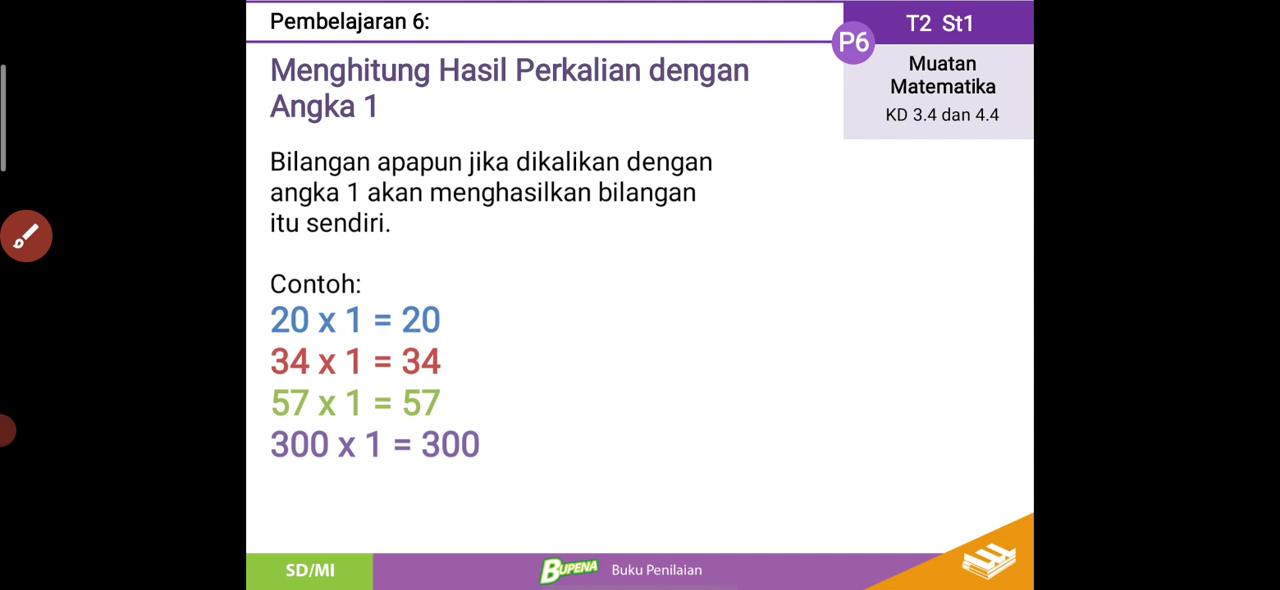 Pembelajaran 6:
T2 St1
P6
Muatan
Matematika
KD 3.4 dan 4.4
Menghitung Hasil Perkalian dengan
Angka 1
Bilangan apapun jika dikalikan dengan
angka 1 akan menghasilkan bilangan
itu sendiri.
Contoh:
20 x 1 = 20
34 x 1 = 34
57 x 1 = 57
300 x 1 = 300
SD/MI
BUPENA Buku Penilaian